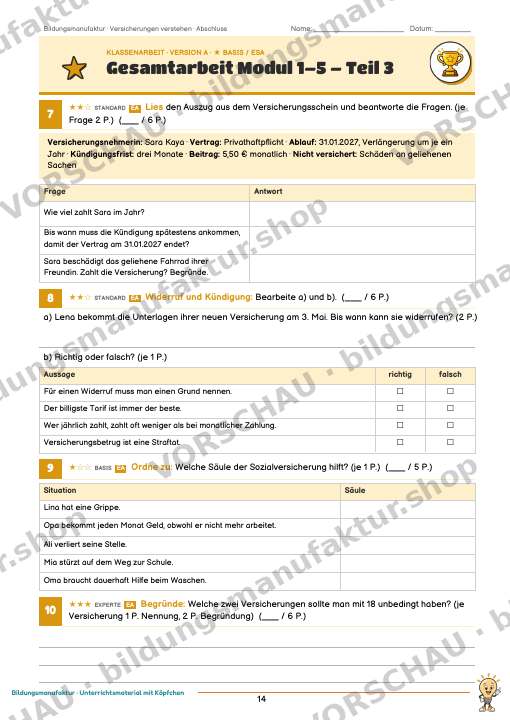 Bildungsmanufaktur · Versicherungen verstehen · Abschluss Name: ____ Datum: ____
KLASSENARBEIT · VERSION A · ★ BASIS / ESA
Gesamtarbeit Modul 1–5 – Teil 3
7 ★★☆ STANDARD EA Lies den Auszug aus dem Versicherungsschein und beantworte die Fragen. (je
Frage 2 P.) (____ / 6 P.)
Versicherungsnehmerin: Sara Kaya · Vertrag: Privathaftpflicht · Ablauf: 31.01.2027, Verlängerung um je ein
Jahr · Kündigungsfrist: drei Monate · Beitrag: 5,50 € monatlich · Nicht versichert: Schäden an geliehenen
Sachen
Frage Antwort
Wie viel zahlt Sara im Jahr?
Bis wann muss die Kündigung spätestens ankommen,
damit der Vertrag am 31.01.2027 endet?
Sara beschädigt das geliehene Fahrrad ihrer
Freundin. Zahlt die Versicherung? Begründe.
8 ★★☆ STANDARD EA Widerruf und Kündigung: Bearbeite a) und b). (____ / 6 P.)
a) Lena bekommt die Unterlagen ihrer neuen Versicherung am 3. Mai. Bis wann kann sie widerrufen? (2 P.)
b) Richtig oder falsch? (je 1 P.)
Aussage richtig falsch
Für einen Widerruf muss man einen Grund nennen. ☐ ☐
Der billigste Tarif ist immer der beste. ☐ ☐
Wer jährlich zahlt, zahlt oft weniger als bei monatlicher Zahlung. ☐ ☐
Versicherungsbetrug ist eine Straftat. ☐ ☐
9 ★☆☆ BASIS EA Ordne zu: Welche Säule der Sozialversicherung hilft? (je 1 P.) (____ / 5 P.)
Situation Säule
Lina hat eine Grippe.
Opa bekommt jeden Monat Geld, obwohl er nicht mehr arbeitet.
Ali verliert seine Stelle.
Mia stürzt auf dem Weg zur Schule.
Oma braucht dauerhaft Hilfe beim Waschen.
10 ★★★ EXPERTE EA Begründe: Welche zwei Versicherungen sollte man mit 18 unbedingt haben? (je
Versicherung 1 P. Nennung, 2 P. Begründung) (____ / 6 P.)
Bildungsmanufaktur · Unterrichtsmaterial mit Köpfchen
14
VORSCHAU · bildungsmanufaktur.shop